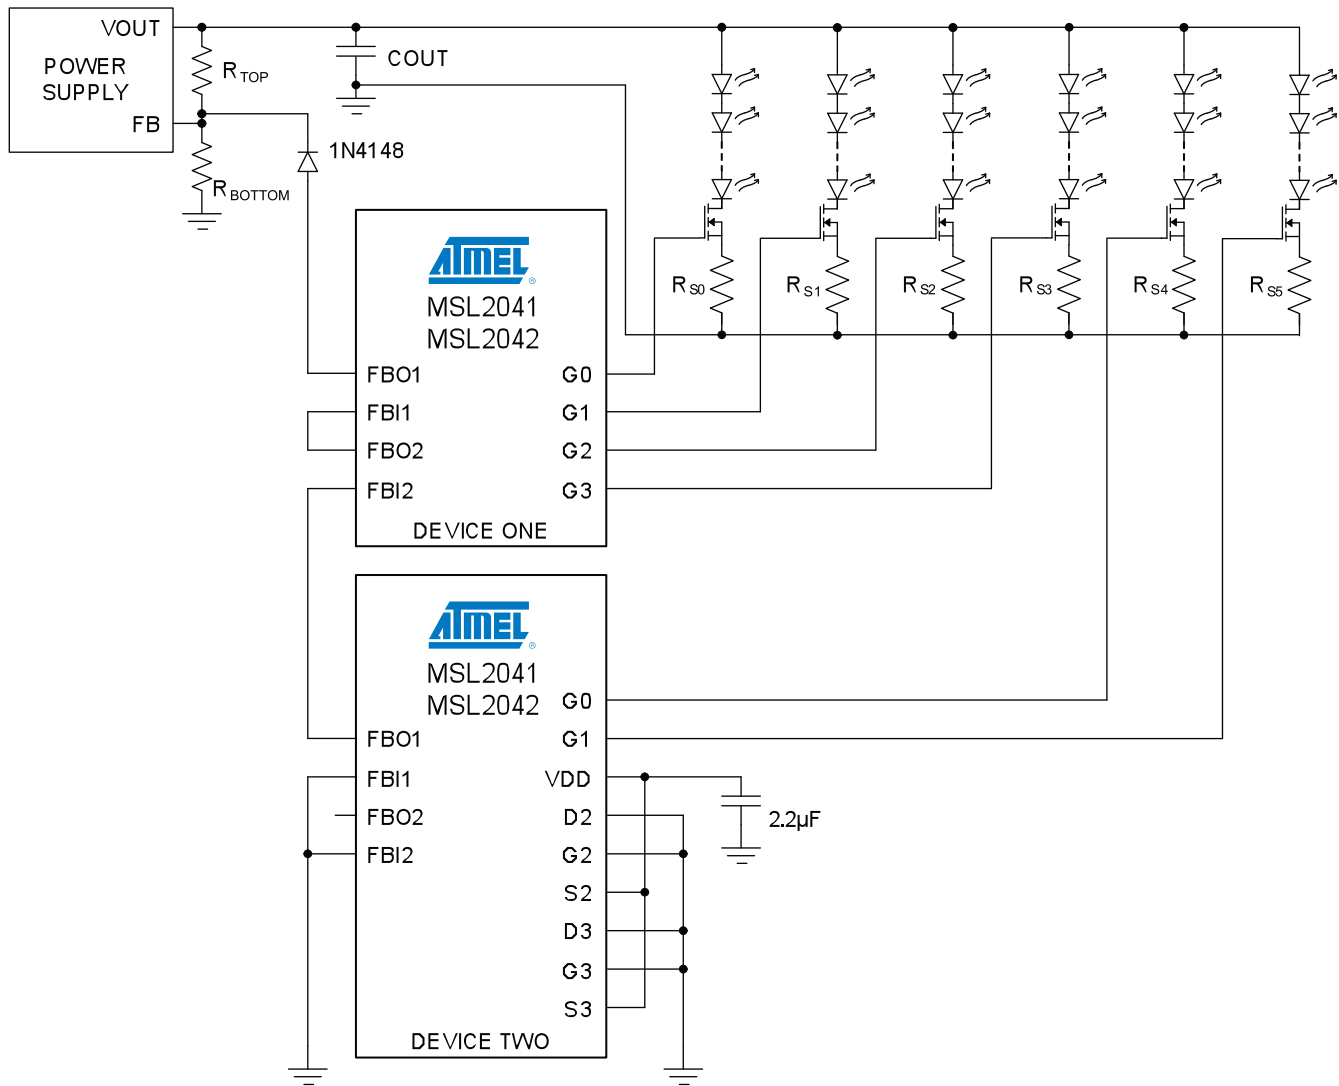 VOUT
POWER
SUPPLY
FB
RTOP
RBOTTOM
COUT
1N4148
ATMEL ®
MSL2041
MSL2042
FBO1
FBI1
FBO2
FBI2
G0
G1
G2
G3
DEVICE ONE
RS0
RS1
RS2
RS3
RS4
RS5
ATMEL ®
MSL2041
MSL2042
FBO1
FBI1
FBO2
FBI2
G0
G1
VDD
D2
G2
S2
D3
G3
S3
DEVICE TWO
2.2µF